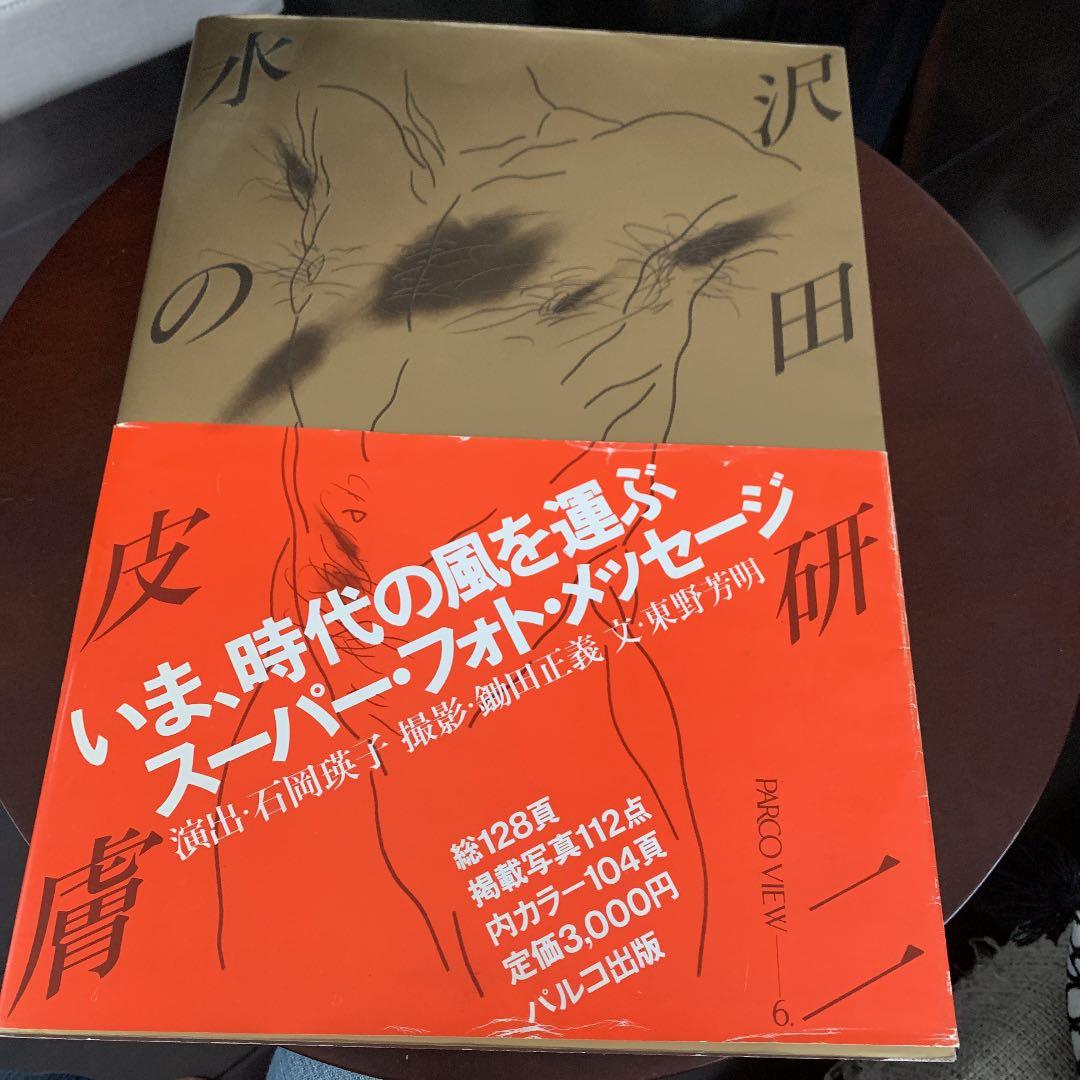 沢田研二
水の皮膚
いま、時代の風を運ぶ
スーパー・フォト・メッセージ
演出・石岡瑛子 撮影・鋤田正義 文・東野芳明
総128頁
掲載写真112点
内カラー104頁
定価3,000円
パルコ出版
PARCO VIEW—6.